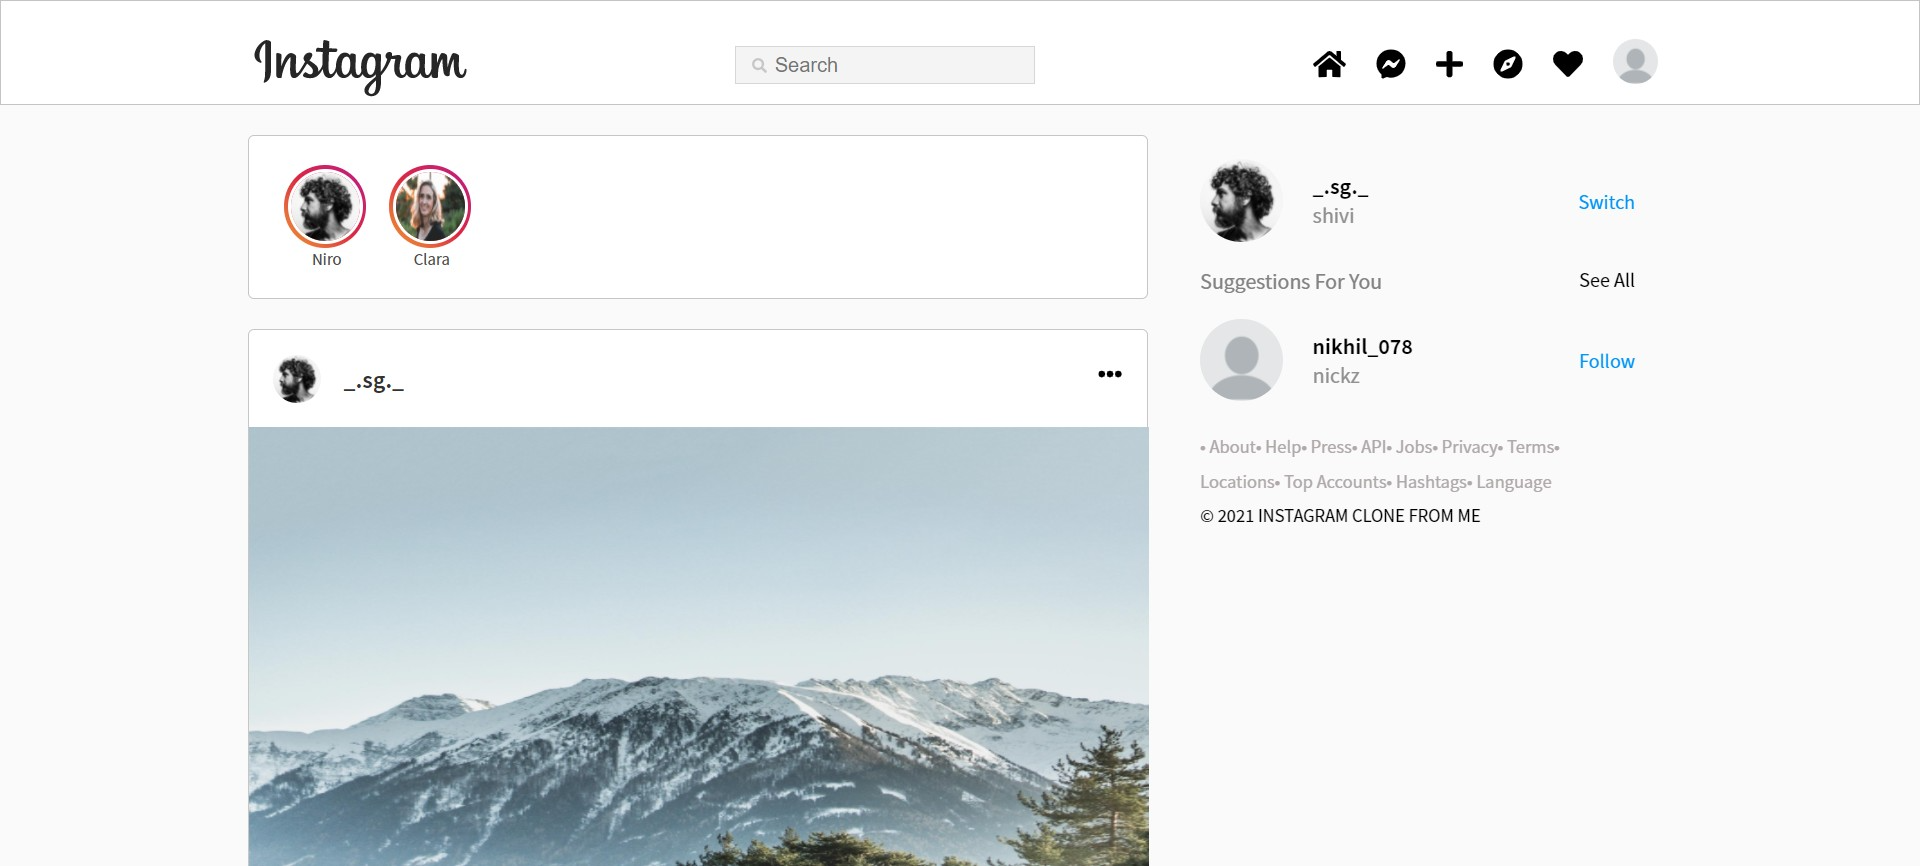 Instagram
Search
Niro
Clara
_.sg._
shivi
Switch
Suggestions For You
See All
nikhil_078
nickz
Follow
• About• Help• Press• API• Jobs• Privacy• Terms•
Locations• Top Accounts• Hashtags• Language
© 2021 INSTAGRAM CLONE FROM ME
_.sg._